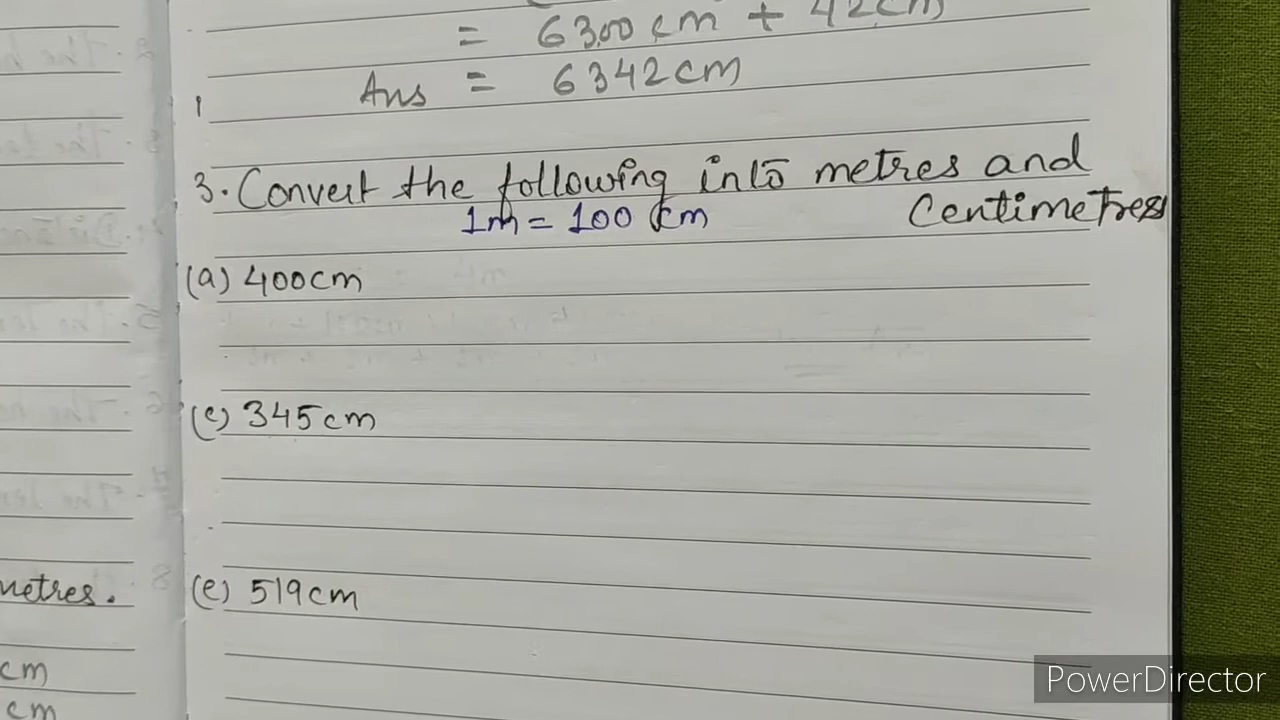 = 6300 cm + 42cm
Ans = 6342cm
3. Convert the following into metres and
1m = 100 cm Centimetres
(a) 400cm
(c) 345cm
(e) 519cm
metres.
cm
cm
PowerDirector